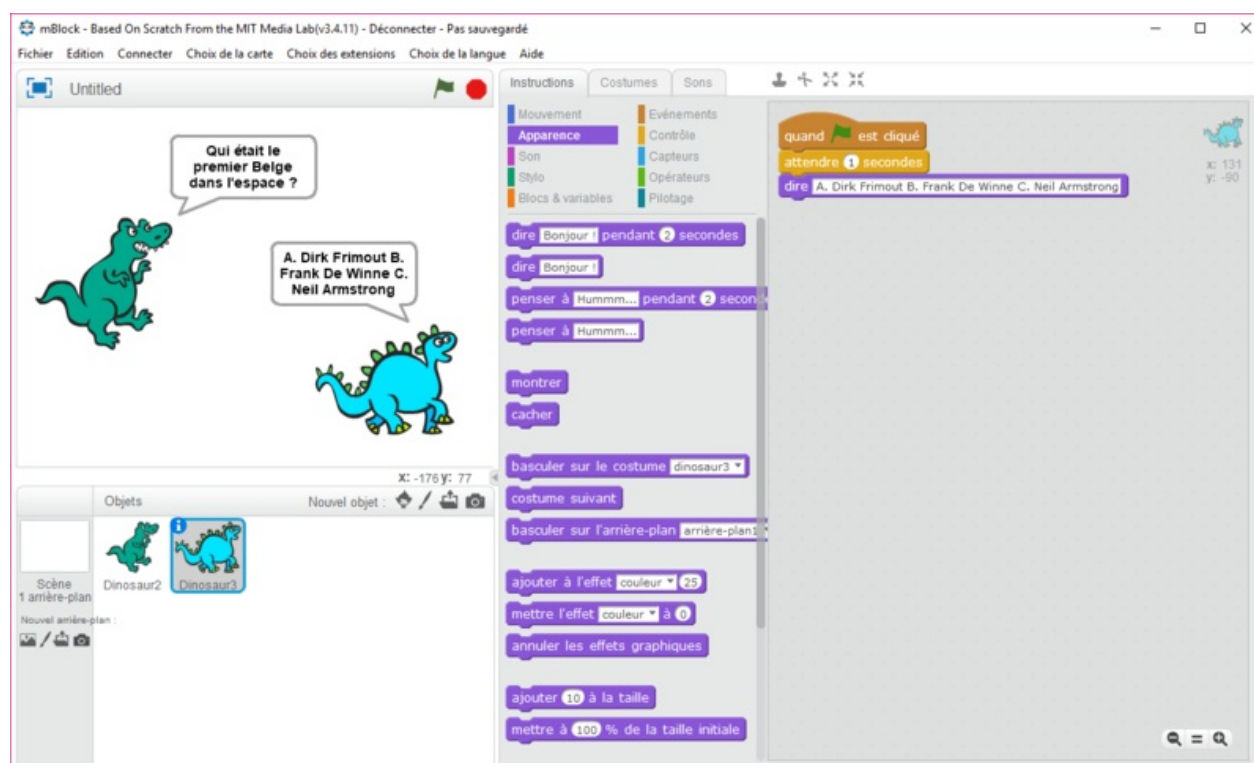 mBlock - Based On Scratch From the MIT Media Lab(v3.4.11) - Déconnecter - Pas sauvegardé
Fichier Edition Connecter Choix de la carte Choix des extensions Choix de la langue Aide
Untitled
Qui était le
premier Belge
dans l'espace ?
A. Dirk Frimout B.
Frank De Winne C.
Neil Armstrong
x: -176 y: 77
Objets
Nouvel objet :
Scène
1 arrière-plan
Nouvel arrière-plan :
Dinosaur2
Dinosaur3
Instructions Costumes Sons
Mouvement Evénements
Apparence Contrôle
Son Capteurs
Stylo Opérateurs
Blocs & variables Pilotage
dire Bonjour ! pendant 2 secondes
dire Bonjour !
penser à Hummm... pendant 2 second
penser à Hummm...
montrer
cacher
basculer sur le costume dinosaur3
costume suivant
basculer sur l'arrière-plan arrière-plan1
ajouter à l'effet couleur 25
mettre l'effet couleur à 0
annuler les effets graphiques
ajouter 10 à la taille
mettre à 100 % de la taille initiale
quand est cliqué
attendre 1 secondes
dire A. Dirk Frimout B. Frank De Winne C. Neil Armstrong
x: 131
y: -90